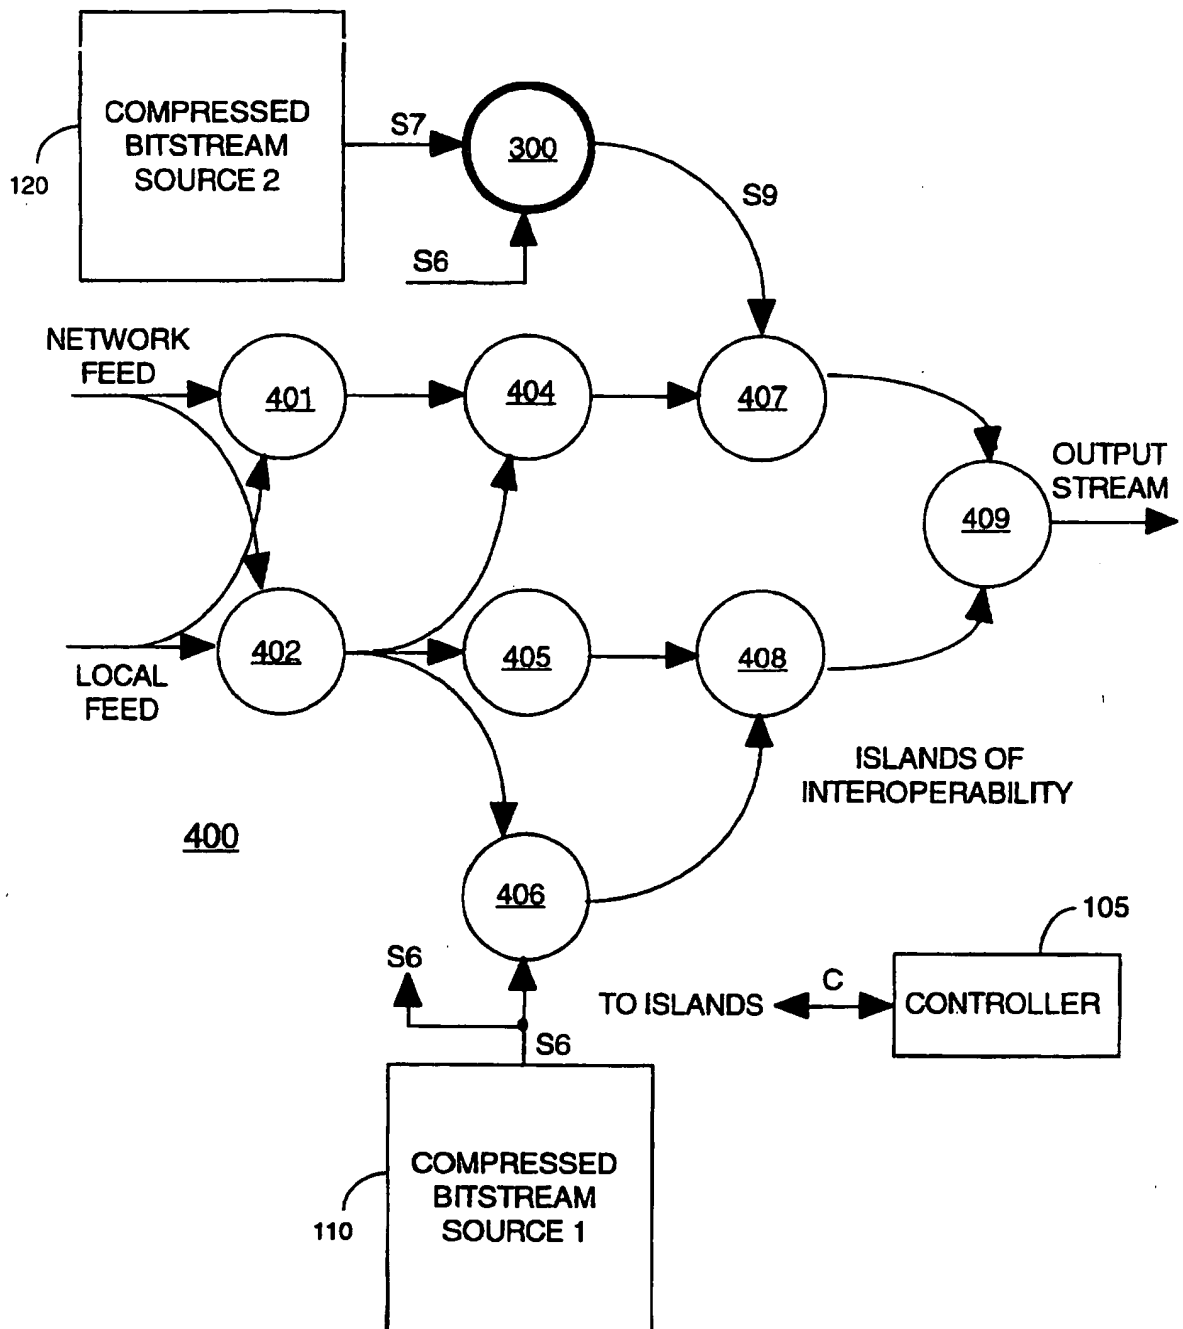 COMPRESSED
BITSTREAM
SOURCE 2
120
S7
300
S9
S6
NETWORK
FEED
401
404
407
OUTPUT
STREAM
409
402
405
408
LOCAL
FEED
ISLANDS OF
INTEROPERABILITY
400
406
105
S6
C
TO ISLANDS
CONTROLLER
S6
COMPRESSED
BITSTREAM
SOURCE 1
110